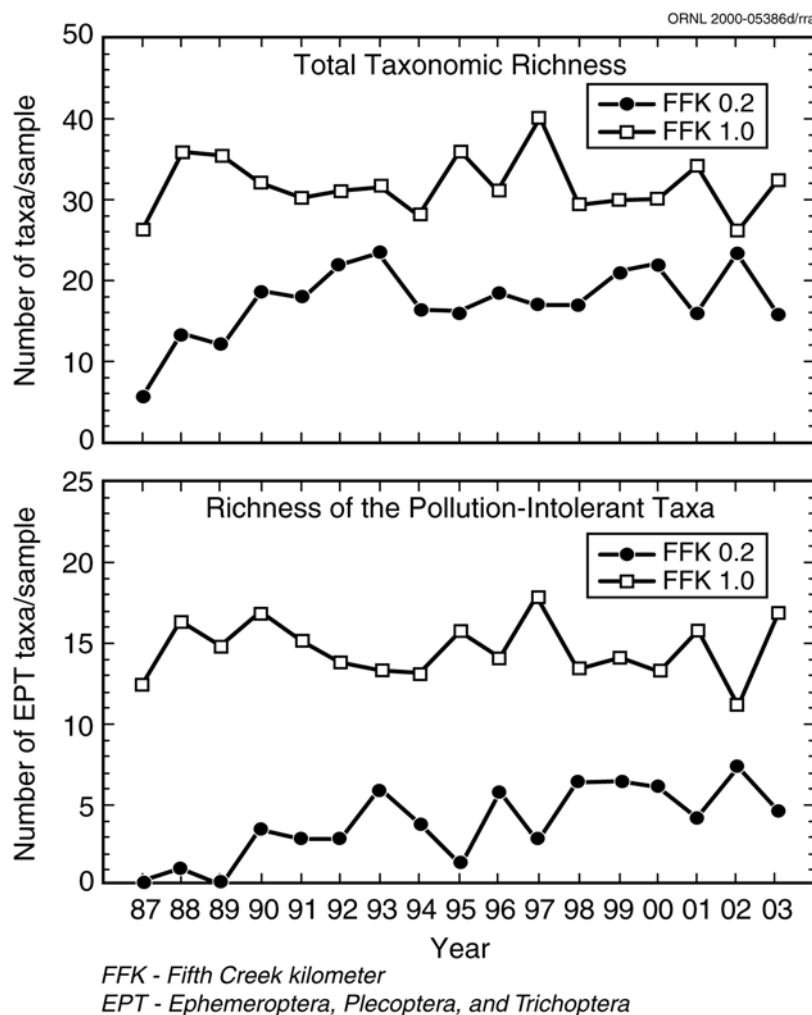 ORNL 2000-05386d/rra
Total Taxonomic Richness
FFK 0.2
FFK 1.0
Number of taxa/sample
50
40
30
20
10
0
Richness of the Pollution-Intolerant Taxa
FFK 0.2
FFK 1.0
Number of EPT taxa/sample
25
20
15
10
5
0
87 88 89 90 91 92 93 94 95 96 97 98 99 00 01 02 03
Year
FFK - Fifth Creek kilometer
EPT - Ephemeroptera, Plecoptera, and Trichoptera